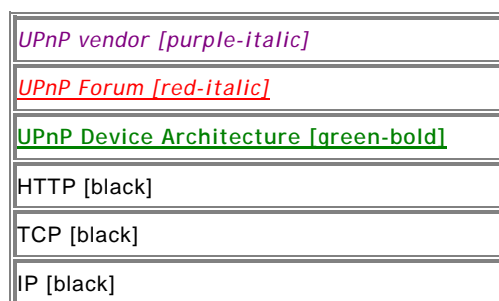 UPnP vendor [purple-italic]
UPnP Forum [red-italic]
UPnP Device Architecture [green-bold]
HTTP [black]
TCP [black]
IP [black]